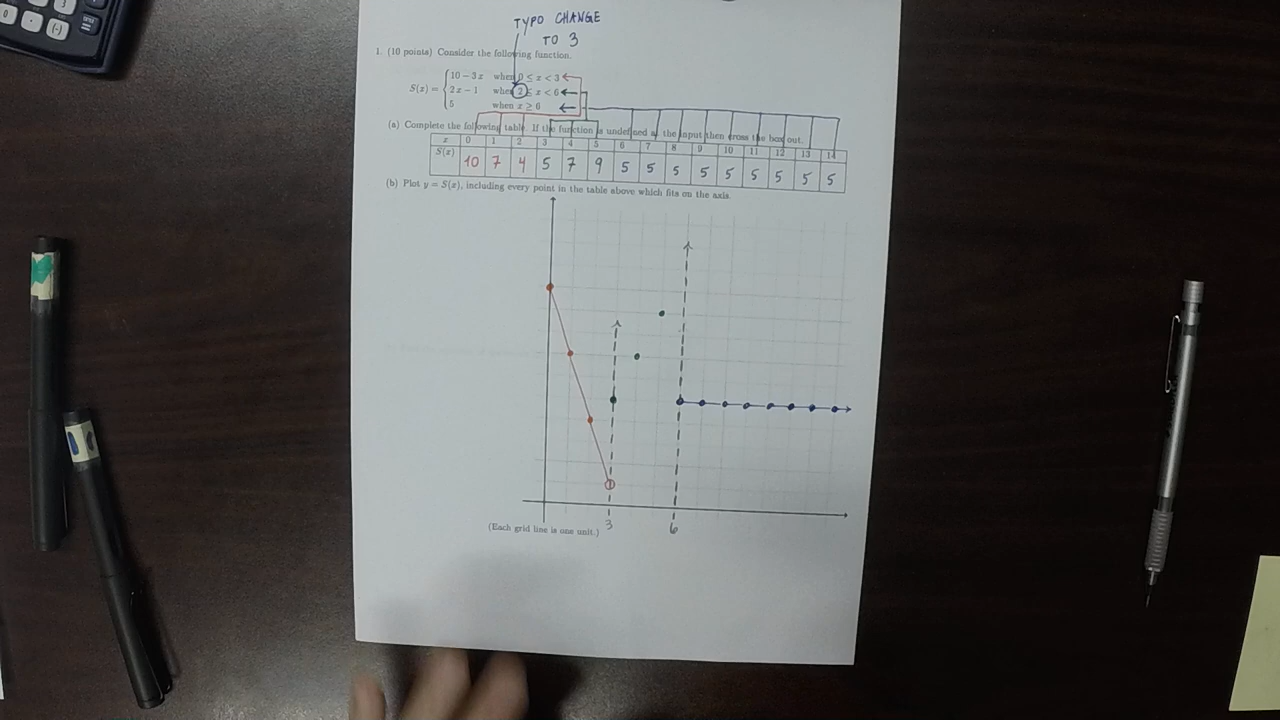 TYPO CHANGE
TO 3
1. (10 points) Consider the following function.
S(x) = { 10 − 3x when 0 ≤ x < 3
2x − 1 when 2 ≤ x < 6
5 when x ≥ 6
(a) Complete the following table. If the function is undefined at the input then cross the box out.
x 0 1 2 3 4 5 6 7 8 9 10 11 12 13 14
S(x) 10 7 4 5 7 9 5 5 5 5 5 5 5 5 5
(b) Plot y = S(x), including every point in the table above which fits on the axis.
(Each grid line is one unit.) 3 6